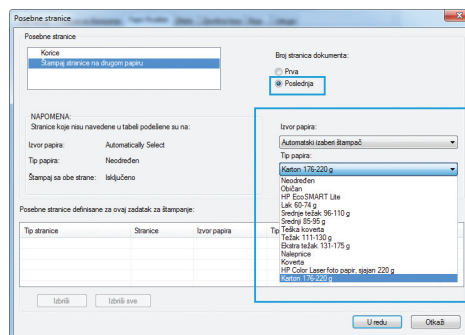 Posebne stranice
Posebne stranice
Korice
Štampaj stranice na drugom papiru
Broj stranica dokumenta:
Prva
Poslednja
NAPOMENA:
Stranice koje nisu navedene u tabeli podešene su na:
Izvor papira: Automatically Select
Tip papira: Neodređen
Štampaj sa obe strane: Isključeno
Izvor papira:
Automatski izaberi štampač
Tip papira:
Karton 176-220 g
Neodređen
Običan
HP EcoSMART Lite
Lak 60-74 g
Srednje težak 96-110 g
Srednji 85-95 g
Teška koverta
Težak 111-130 g
Ekstra težak 131-175 g
Nalepnice
Koverta
HP Color Laser foto papir, sjajan 220 g
Karton 176-220 g
Posebne stranice definisane za ovaj zadatak za štampanje:
Tip stranice Stranice Izvor papira Tip
Izbriši Izbriši sve
U redu Otkaži